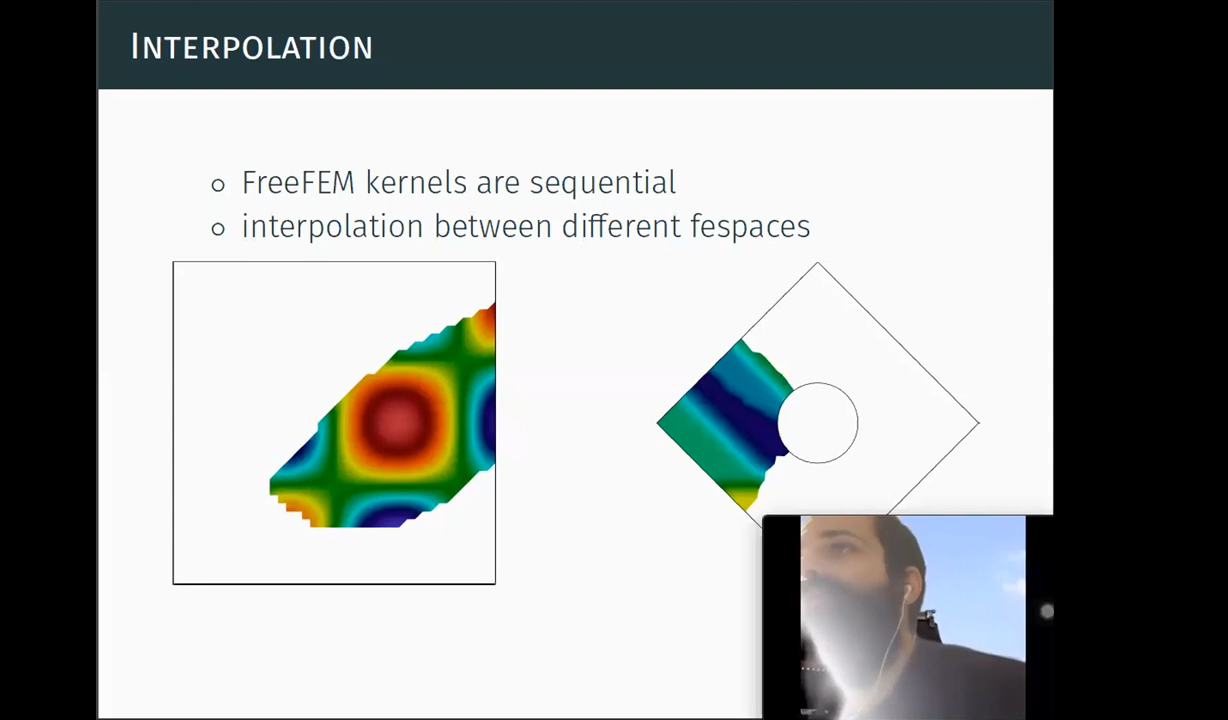 INTERPOLATION
FreeFEM kernels are sequential
interpolation between different fespaces